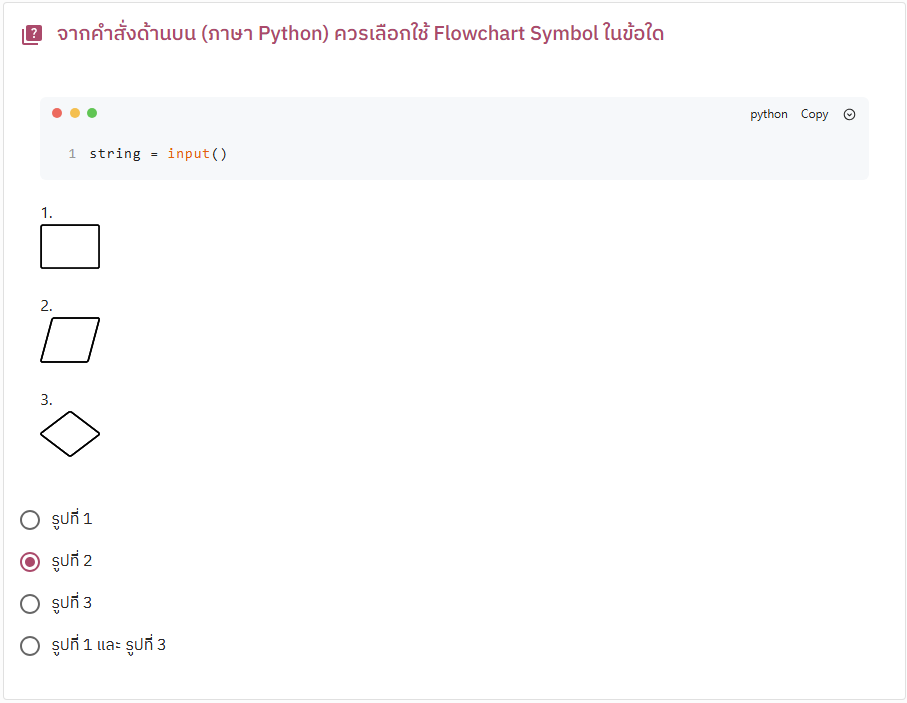 จากคำสั่งด้านบน (ภาษา Python) ควรเลือกใช้ Flowchart Symbol ในข้อใด
python Copy
1 string = input()
1.
2.
3.
รูปที่ 1
รูปที่ 2
รูปที่ 3
รูปที่ 1 และ รูปที่ 3